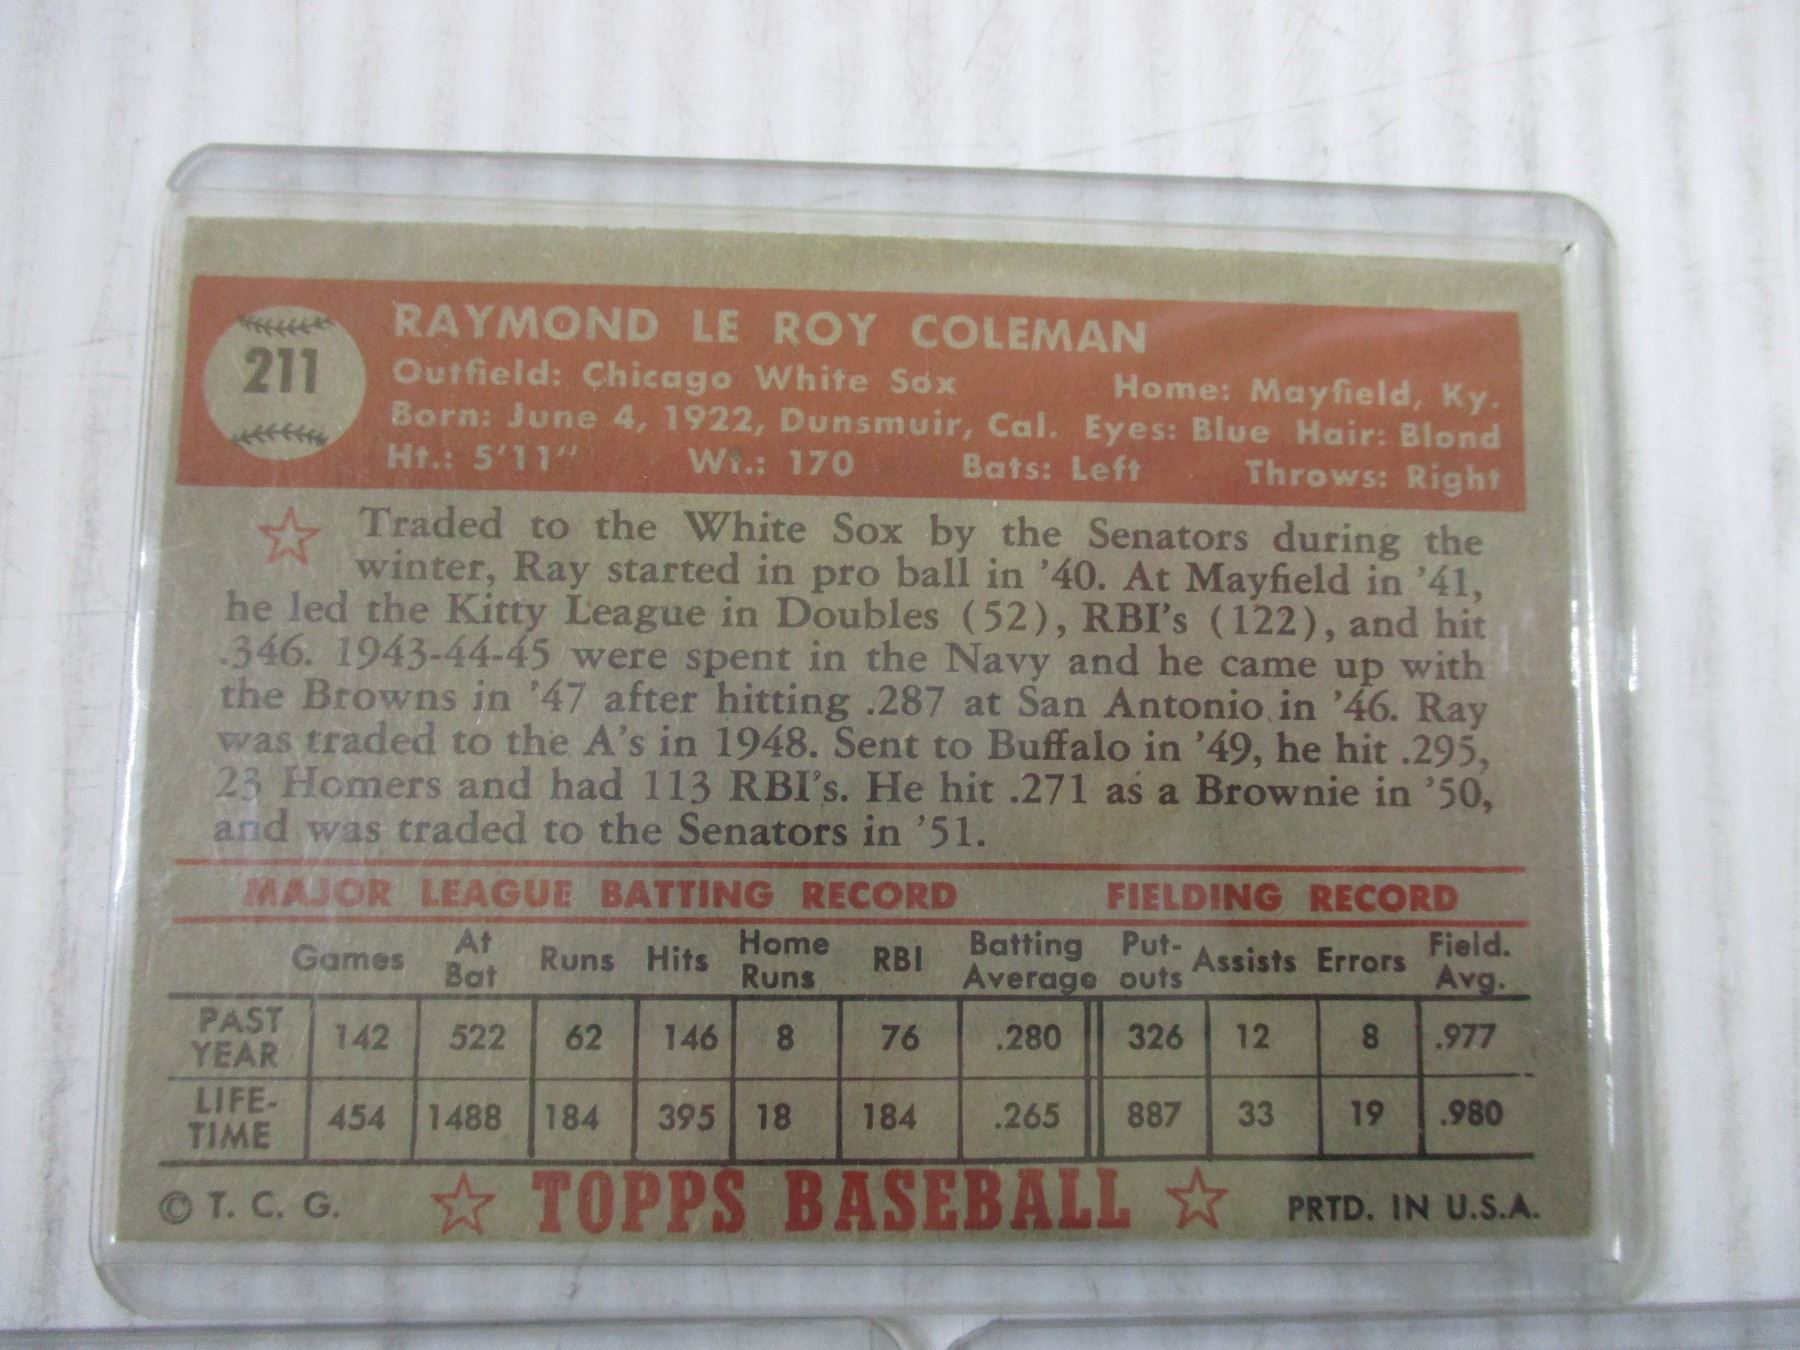 211
RAYMOND LE ROY COLEMAN
Outfield: Chicago White Sox Home: Mayfield, Ky.
Born: June 4, 1922, Dunsmuir, Cal. Eyes: Blue Hair: Blond
Ht.: 5'11" Wt.: 170 Bats: Left Throws: Right
Traded to the White Sox by the Senators during the
winter, Ray started in pro ball in '40. At Mayfield in '41,
he led the Kitty League in Doubles (52), RBI's (122), and hit
.346. 1943-44-45 were spent in the Navy and he came up with
the Browns in '47 after hitting .287 at San Antonio in '46. Ray
was traded to the A's in 1948. Sent to Buffalo in '49, he hit .295,
23 Homers and had 113 RBI's. He hit .271 as a Brownie in '50,
and was traded to the Senators in '51.
MAJOR LEAGUE BATTING RECORD FIELDING RECORD
Games At Bat Runs Hits Home Runs RBI Batting Average Put-outs Assists Errors Field. Avg.
PAST YEAR 142 522 62 146 8 76 .280 326 12 8 .977
LIFE-TIME 454 1488 184 395 18 184 .265 887 33 19 .980
© T. C. G. TOPPS BASEBALL PRTD. IN U.S.A.